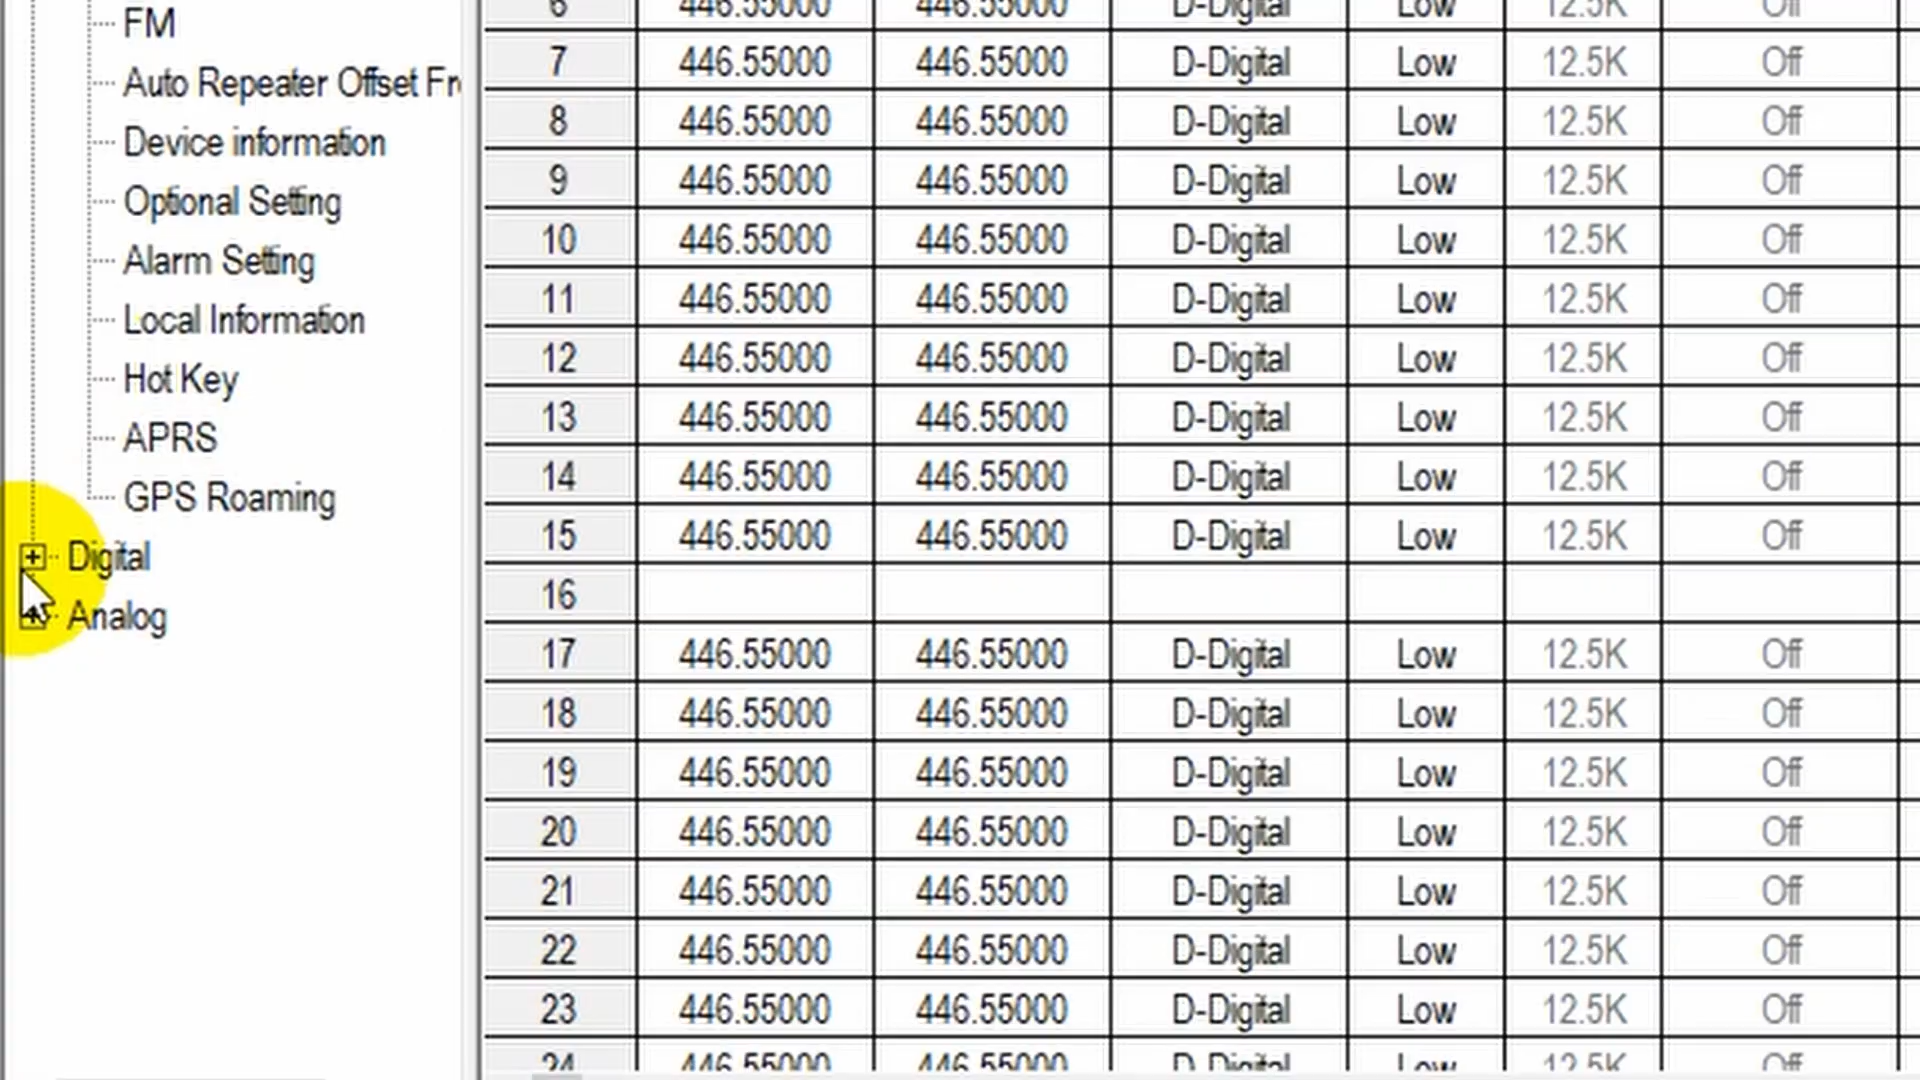 FM
Auto Repeater Offset Fr
Device information
Optional Setting
Alarm Setting
Local Information
Hot Key
APRS
GPS Roaming
Digital
Analog
6 446.55000 446.55000 D-Digital Low 12.5K Off
7 446.55000 446.55000 D-Digital Low 12.5K Off
8 446.55000 446.55000 D-Digital Low 12.5K Off
9 446.55000 446.55000 D-Digital Low 12.5K Off
10 446.55000 446.55000 D-Digital Low 12.5K Off
11 446.55000 446.55000 D-Digital Low 12.5K Off
12 446.55000 446.55000 D-Digital Low 12.5K Off
13 446.55000 446.55000 D-Digital Low 12.5K Off
14 446.55000 446.55000 D-Digital Low 12.5K Off
15 446.55000 446.55000 D-Digital Low 12.5K Off
16
17 446.55000 446.55000 D-Digital Low 12.5K Off
18 446.55000 446.55000 D-Digital Low 12.5K Off
19 446.55000 446.55000 D-Digital Low 12.5K Off
20 446.55000 446.55000 D-Digital Low 12.5K Off
21 446.55000 446.55000 D-Digital Low 12.5K Off
22 446.55000 446.55000 D-Digital Low 12.5K Off
23 446.55000 446.55000 D-Digital Low 12.5K Off
24 446.55000 446.55000 D-Digital Low 12.5K Off